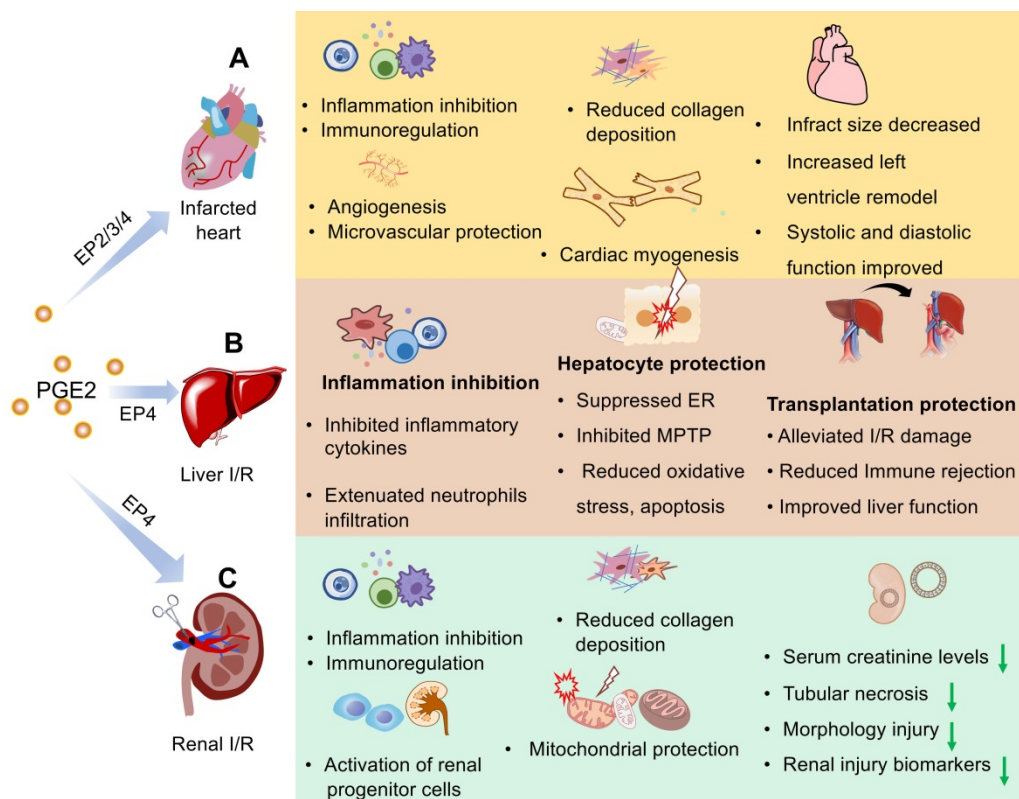 A
Infarcted
heart
EP2/3/4
PGE2
B
EP4
Liver I/R
EP4
C
Renal I/R
• Inflammation inhibition
• Immunoregulation
• Angiogenesis
• Microvascular protection
• Reduced collagen
deposition
• Cardiac myogenesis
• Infract size decreased
• Increased left
ventricle remodel
• Systolic and diastolic
function improved
Inflammation inhibition
• Inhibited inflammatory
cytokines
• Extenuated neutrophils
infiltration
Hepatocyte protection
• Suppressed ER
• Inhibited MPTP
• Reduced oxidative
stress, apoptosis
Transplantation protection
• Alleviated I/R damage
• Reduced Immune rejection
• Improved liver function
• Inflammation inhibition
• Immunoregulation
• Activation of renal
progenitor cells
• Reduced collagen
deposition
• Mitochondrial protection
• Serum creatinine levels
• Tubular necrosis
• Morphology injury
• Renal injury biomarkers